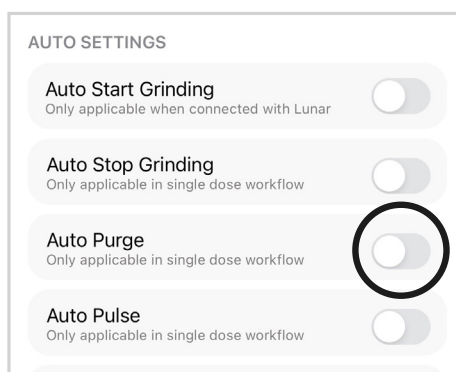 AUTO SETTINGS
Auto Start Grinding
Only applicable when connected with Lunar
Auto Stop Grinding
Only applicable in single dose workflow
Auto Purge
Only applicable in single dose workflow
Auto Pulse
Only applicable in single dose workflow